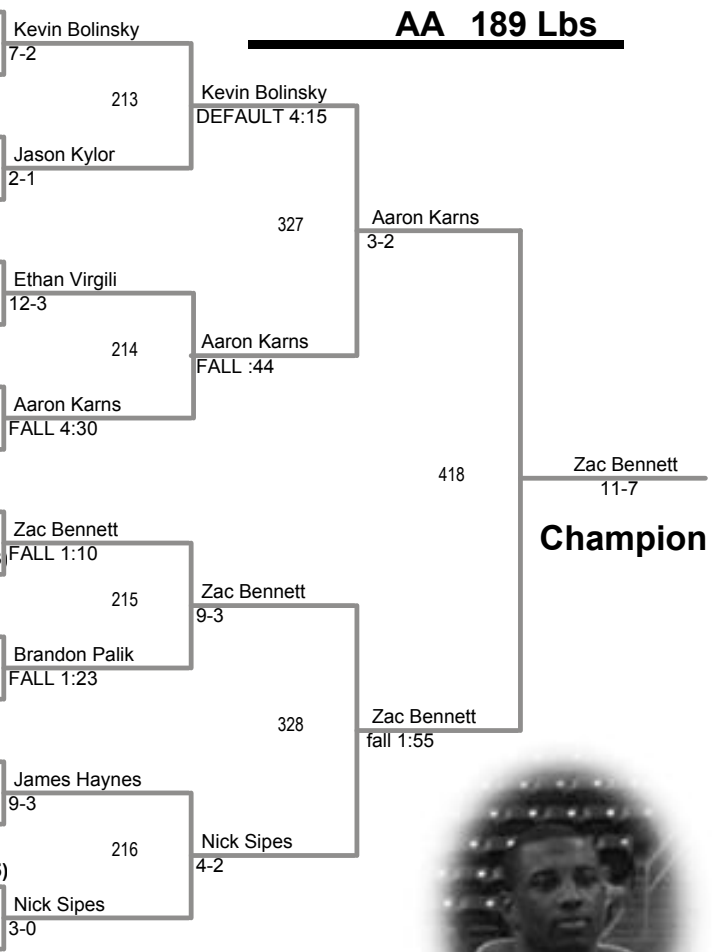 AA 189 Lbs
Kevin Bolinsky
7-2
213
Kevin Bolinsky
DEFAULT 4:15
Jason Kylor
2-1
327
Aaron Karns
3-2
Ethan Virgili
12-3
214
Aaron Karns
FALL :44
Aaron Karns
FALL 4:30
418
Zac Bennett
11-7
Champion
Zac Bennett
FALL 1:10
215
Zac Bennett
9-3
Brandon Palik
FALL 1:23
328
Zac Bennett
fall 1:55
James Haynes
9-3
216
Nick Sipes
4-2
)
Nick Sipes
3-0